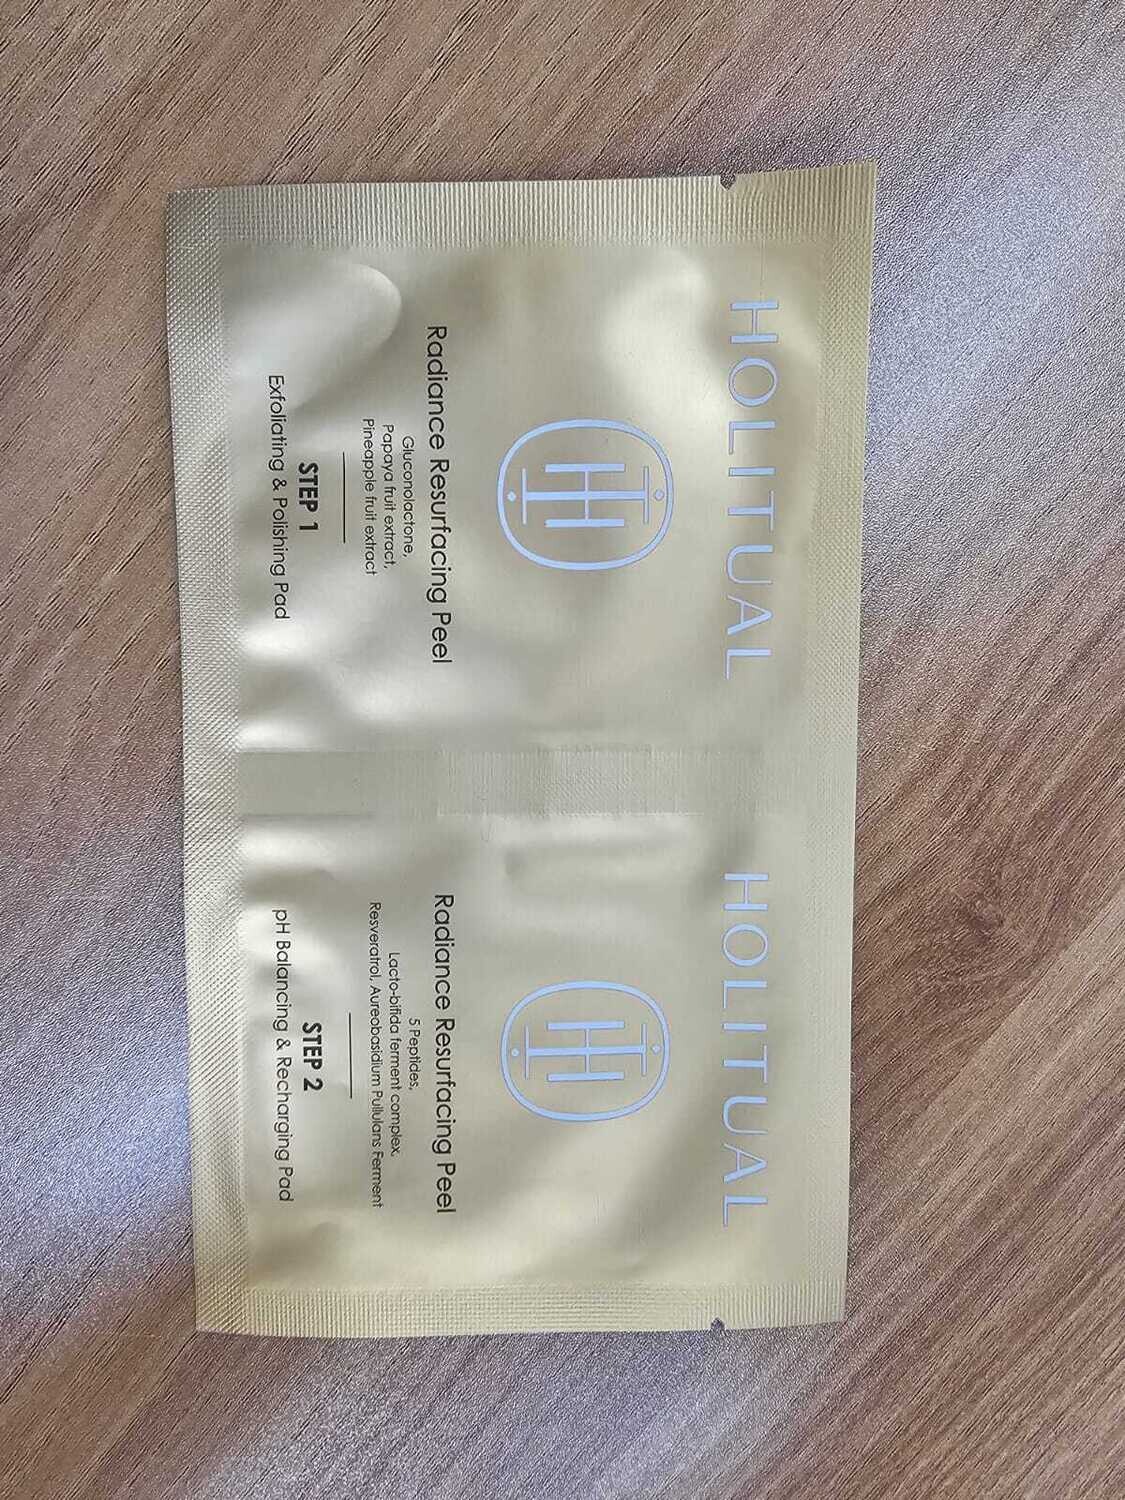 HOLITUAL
Radiance Resurfacing Peel
Gluconolactone,
Papaya fruit extract,
Pineapple fruit extract
STEP 1
Exfoliating & Polishing Pad
HOLITUAL
Radiance Resurfacing Peel
5 Peptides,
Lacto-bifida ferment complex,
Resveratrol, Aureobasidium Pullulans Ferment
STEP 2
pH Balancing & Recharging Pad